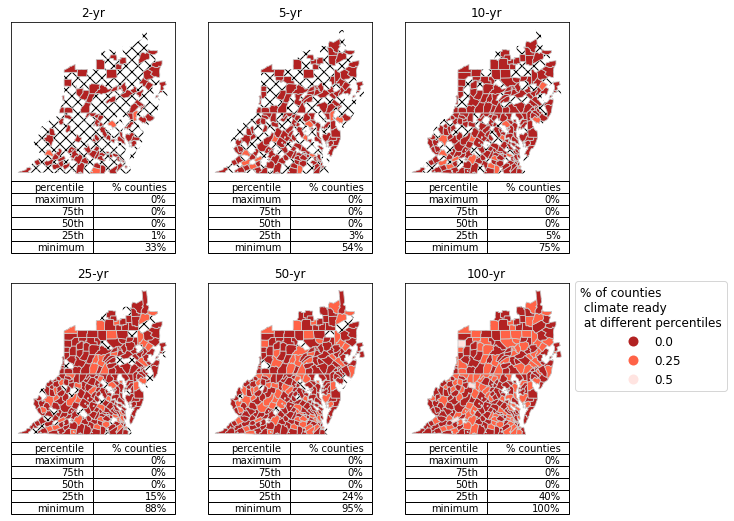 2-yr
percentile % counties
maximum 0%
75th 0%
50th 0%
25th 1%
minimum 33%
5-yr
percentile % counties
maximum 0%
75th 0%
50th 0%
25th 3%
minimum 54%
10-yr
percentile % counties
maximum 0%
75th 0%
50th 0%
25th 5%
minimum 75%
25-yr
percentile % counties
maximum 0%
75th 0%
50th 0%
25th 15%
minimum 88%
50-yr
percentile % counties
maximum 0%
75th 0%
50th 0%
25th 24%
minimum 95%
100-yr
percentile % counties
maximum 0%
75th 0%
50th 0%
25th 40%
minimum 100%
% of counties
climate ready
at different percentiles
0.0
0.25
0.5